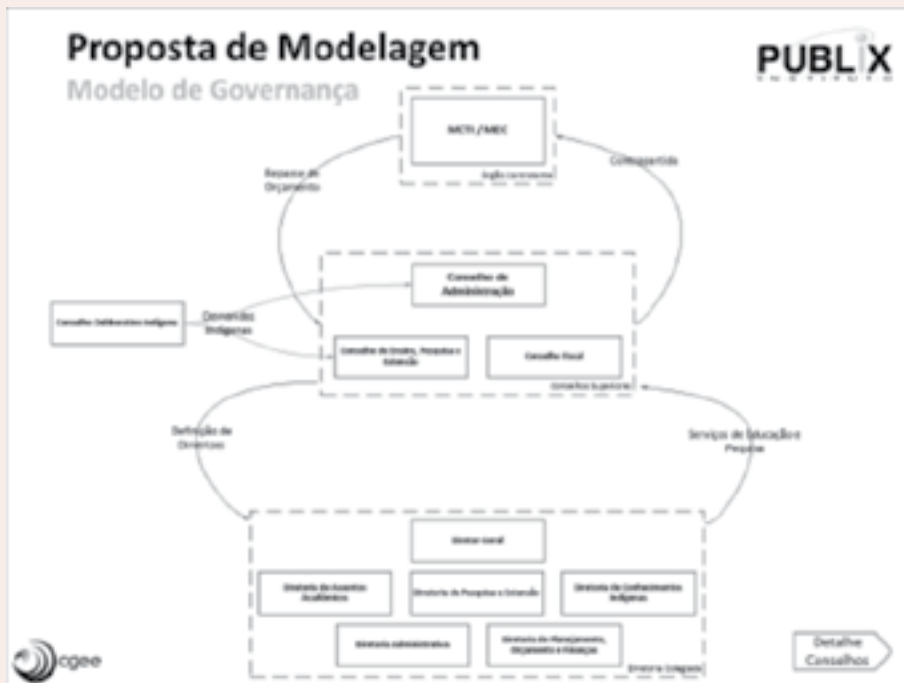 Proposta de Modelagem
Modelo de Governança
PUBLIX
INSTITUTO
MCTI / MEC
Repasse de
Orçamento
Contrapartida
Conselho de
Administração
Conselho Deliberativo Indígena
Demandas
Indígenas
Conselho de Ensino, Pesquisa e
Extensão
Conselho Fiscal
Conselhos Superiores
Definição de
Diretrizes
Serviços de Educação e
Pesquisa
Diretor Geral
Diretoria de Assuntos
Acadêmicos
Diretoria de Pesquisa e Extensão
Diretoria de Conhecimentos
Indígenas
Diretoria Administrativa
Diretoria de Planejamento,
Orçamento e Finanças
Diretoria Colegiada
cgee
Detalhe
Conselhos